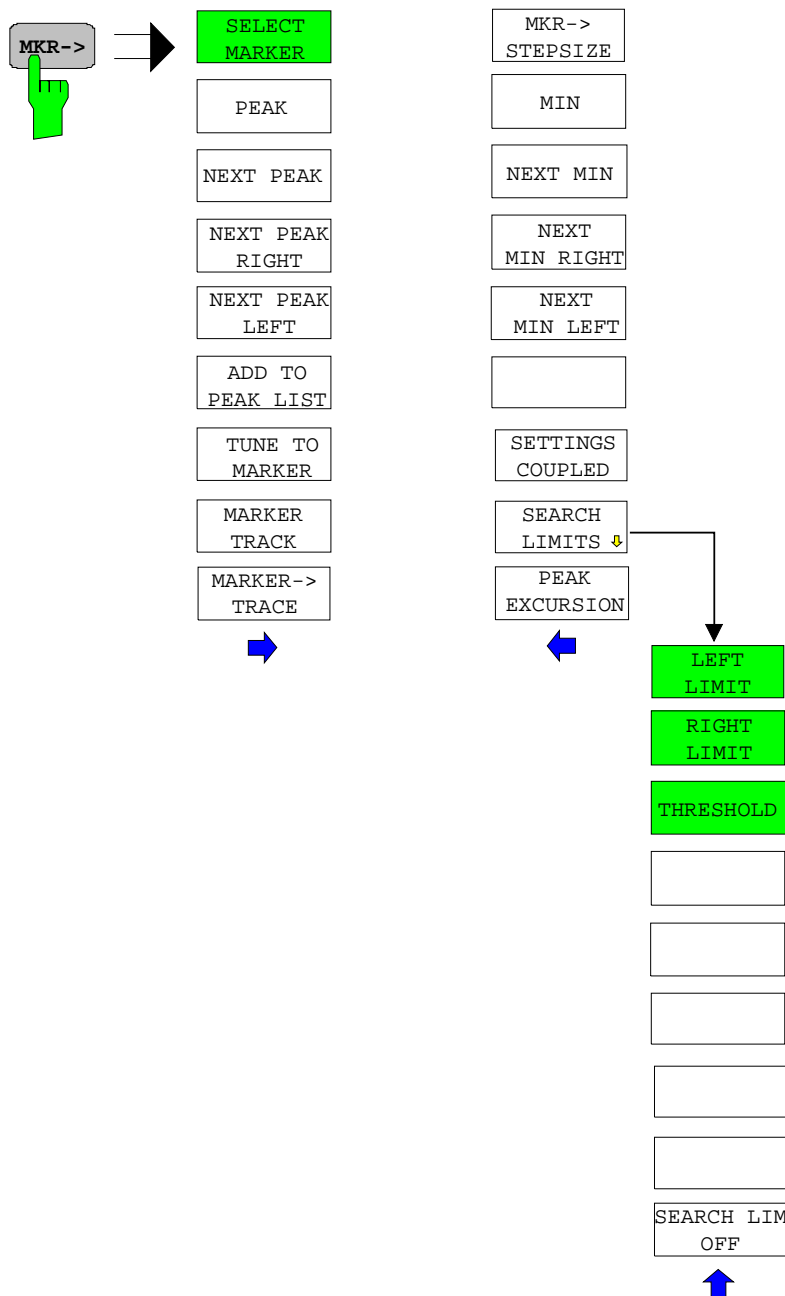 MKR->
SELECT
MARKER
PEAK
NEXT PEAK
NEXT PEAK
RIGHT
NEXT PEAK
LEFT
ADD TO
PEAK LIST
TUNE TO
MARKER
MARKER
TRACK
MARKER->
TRACE
MKR->
STEPSIZE
MIN
NEXT MIN
NEXT
MIN RIGHT
NEXT
MIN LEFT
SETTINGS
COUPLED
SEARCH
LIMITS
PEAK
EXCURSION
LEFT
LIMIT
RIGHT
LIMIT
THRESHOLD
SEARCH LIM
OFF